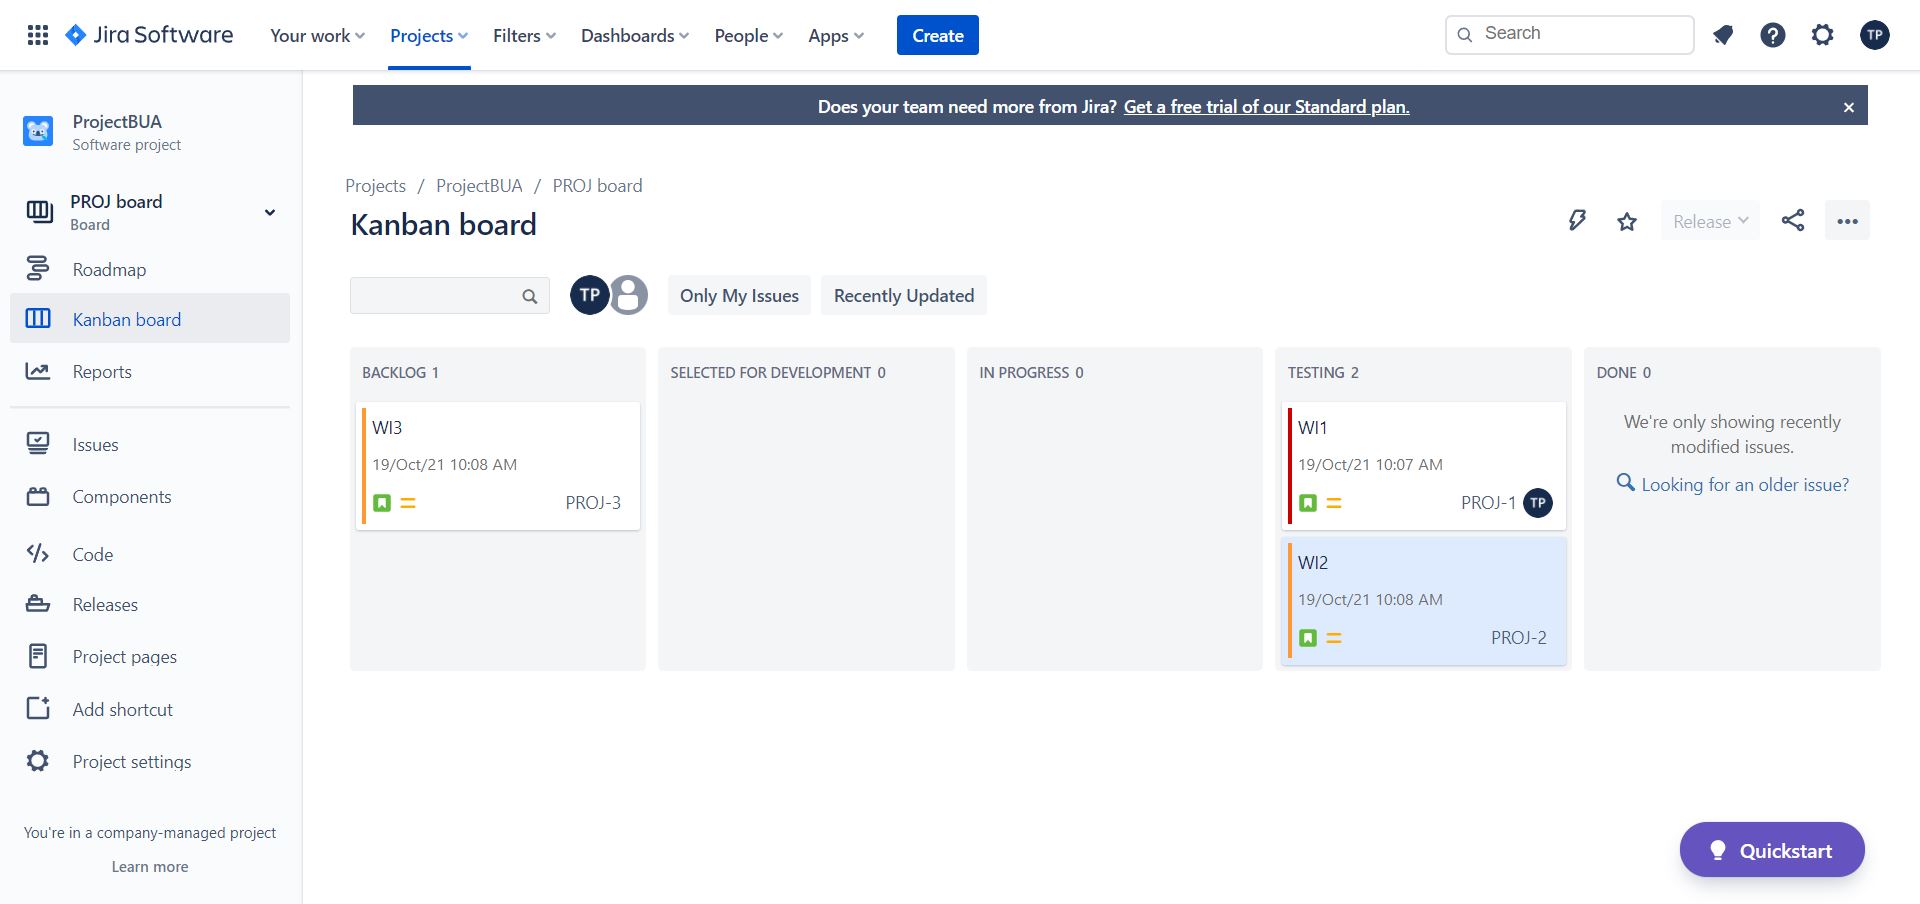 Jira Software
Your work
Projects
Filters
Dashboards
People
Apps
Create
Search
TP
ProjectBUA
Software project
PROJ board
Board
Roadmap
Kanban board
Reports
Issues
Components
Code
Releases
Project pages
Add shortcut
Project settings
You're in a company-managed project
Learn more
Does your team need more from Jira? Get a free trial of our Standard plan.
Projects / ProjectBUA / PROJ board
Kanban board
Release
TP
Only My Issues
Recently Updated
BACKLOG 1
WI3
19/Oct/21 10:08 AM
PROJ-3
SELECTED FOR DEVELOPMENT 0
IN PROGRESS 0
TESTING 2
WI1
19/Oct/21 10:07 AM
PROJ-1
TP
WI2
19/Oct/21 10:08 AM
PROJ-2
DONE 0
We're only showing recently
modified issues.
Looking for an older issue?
Quickstart